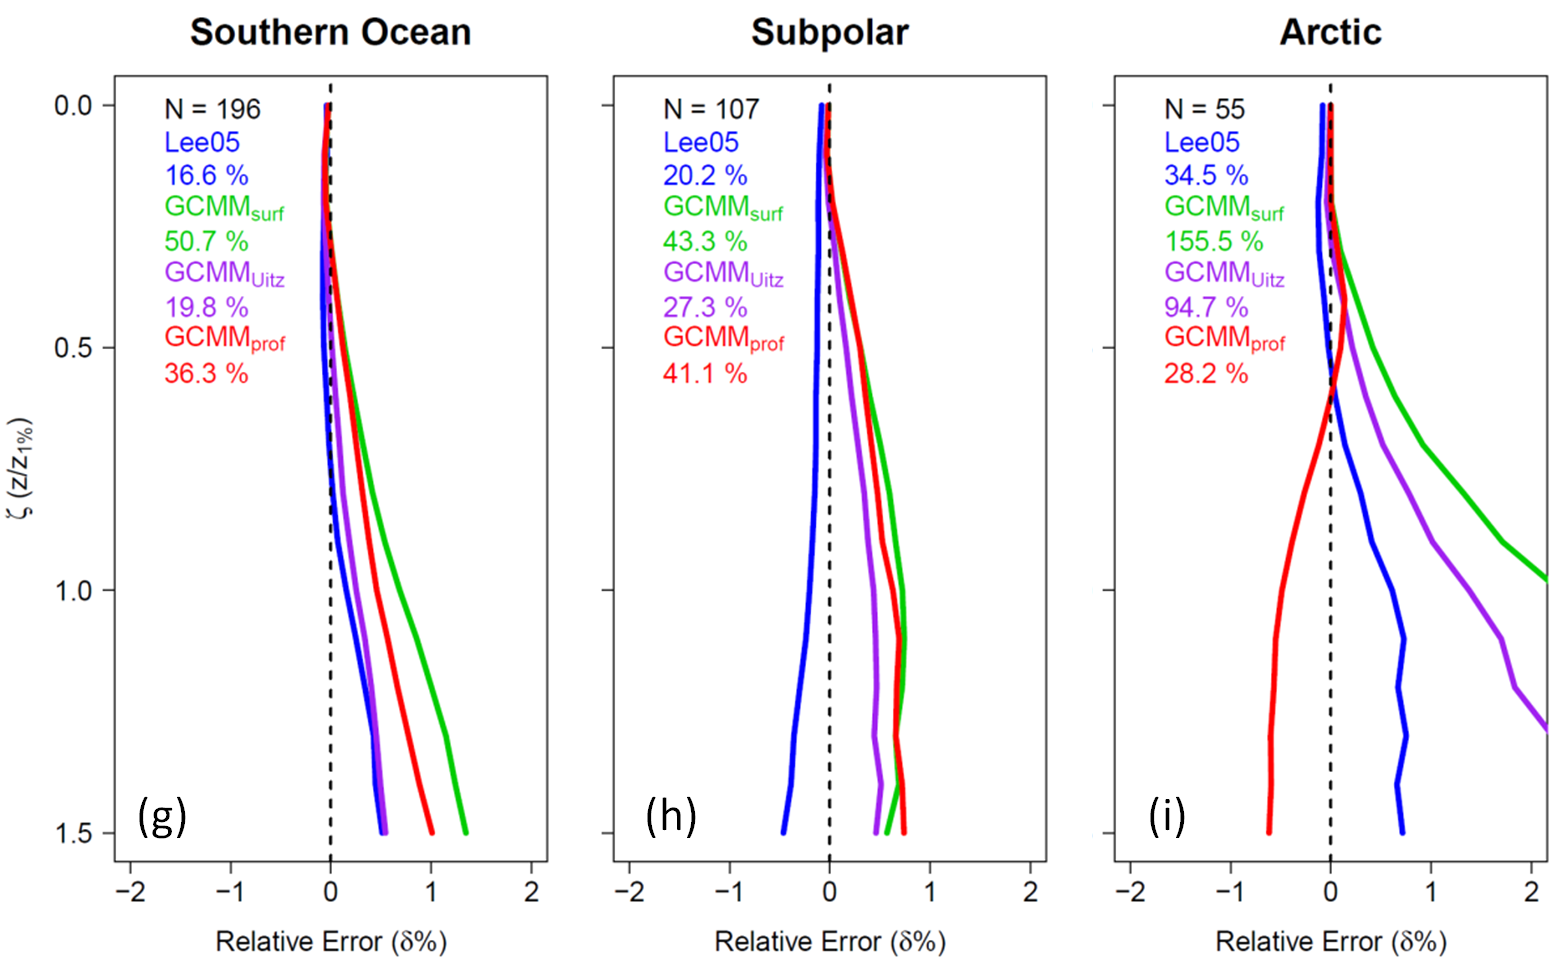 Southern Ocean
Subpolar
Arctic
ζ (z/z1%)
0.0
0.5
1.0
1.5
N = 196
Lee05
16.6 %
GCMMsurf
50.7 %
GCMMUitz
19.8 %
GCMMprof
36.3 %
(g)
−2 −1 0 1 2
Relative Error (δ%)
N = 107
Lee05
20.2 %
GCMMsurf
43.3 %
GCMMUitz
27.3 %
GCMMprof
41.1 %
(h)
−2 −1 0 1 2
Relative Error (δ%)
N = 55
Lee05
34.5 %
GCMMsurf
155.5 %
GCMMUitz
94.7 %
GCMMprof
28.2 %
(i)
−2 −1 0 1 2
Relative Error (δ%)